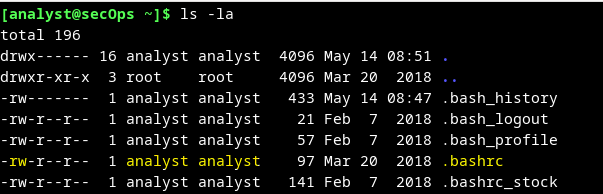 [analyst@secOps ~]$ ls -la
total 196
drwx------ 16 analyst analyst  4096 May 14 08:51 .
drwxr-xr-x  3 root    root     4096 Mar 20  2018 ..
-rw-------  1 analyst analyst   433 May 14 08:47 .bash_history
-rw-r--r--  1 analyst analyst    21 Feb  7  2018 .bash_logout
-rw-r--r--  1 analyst analyst    57 Feb  7  2018 .bash_profile
-rw-r--r--  1 analyst analyst    97 Mar 20  2018 .bashrc
-rw-r--r--  1 analyst analyst   141 Feb  7  2018 .bashrc_stock